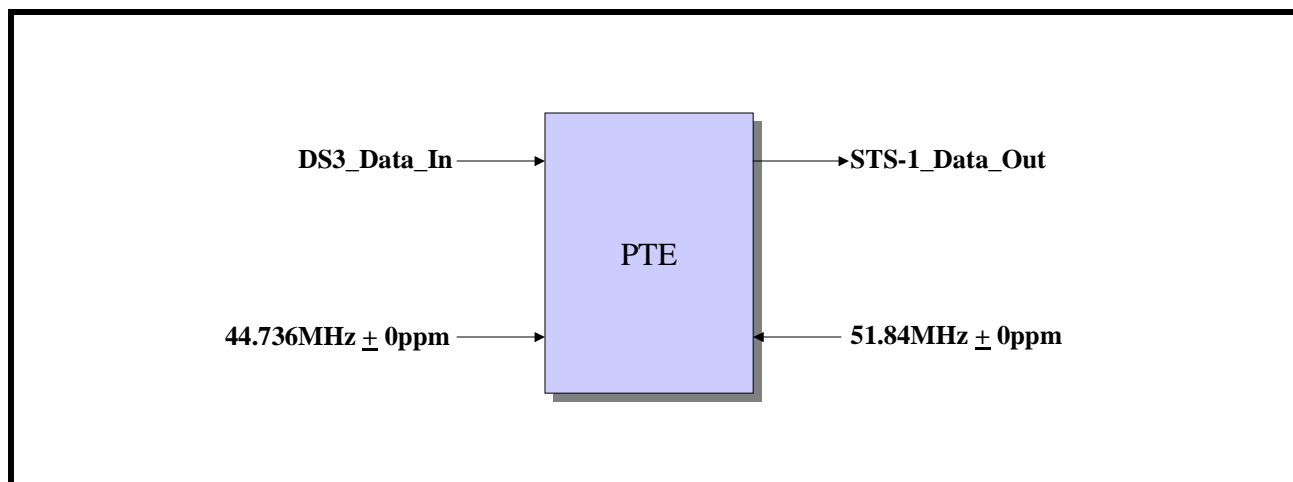 DS3_Data_In
STS-1_Data_Out
PTE
44.736MHz ± 0ppm
51.84MHz ± 0ppm